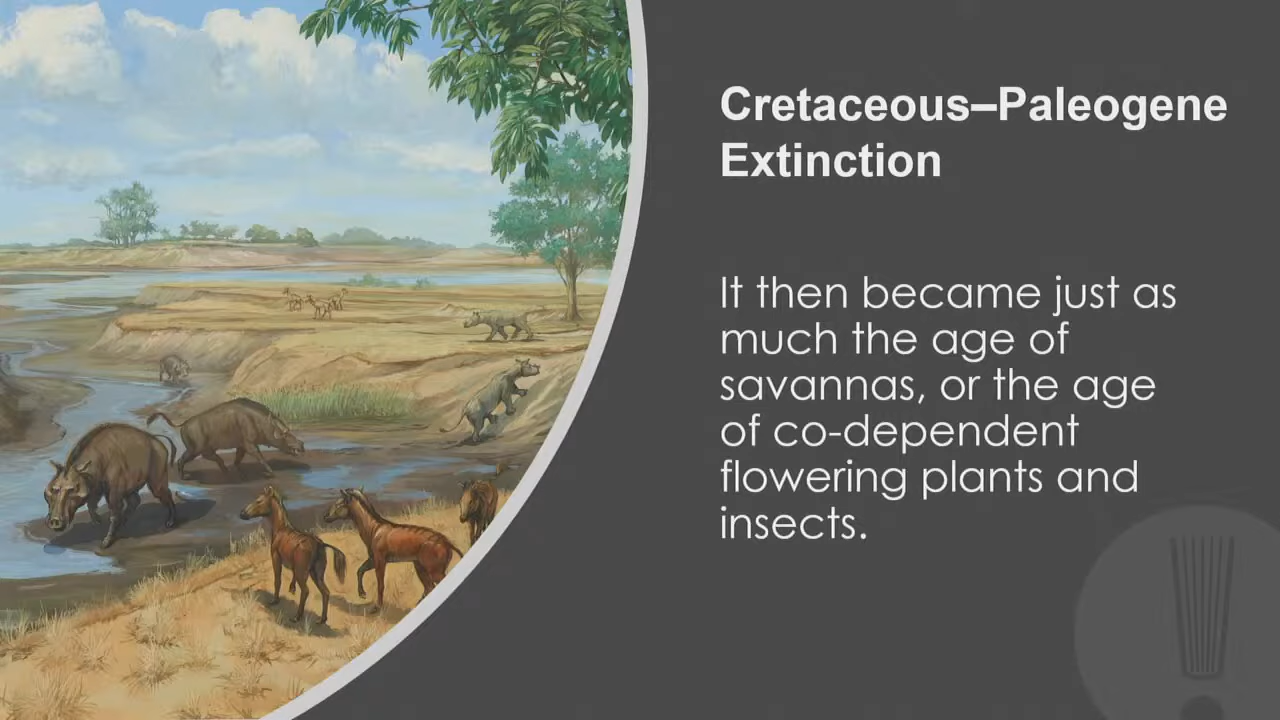 Cretaceous–Paleogene
Extinction
It then became just as
much the age of
savannas, or the age
of co-dependent
flowering plants and
insects.